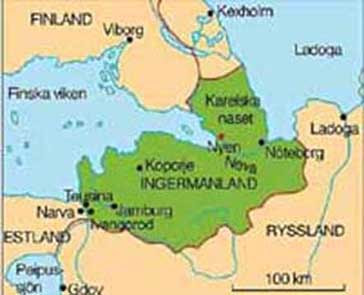 Kexholm
FINLAND
Viborg
Ladoga
Finska viken
Karelska
näset
Ladoga
Nyen
Neva
Nöteborg
Koporje
INGERMANLAND
Teusina
Narva
Jamburg
Ivangorod
RYSSLAND
ESTLAND
Peipus-
sjön
Gdov
100 km